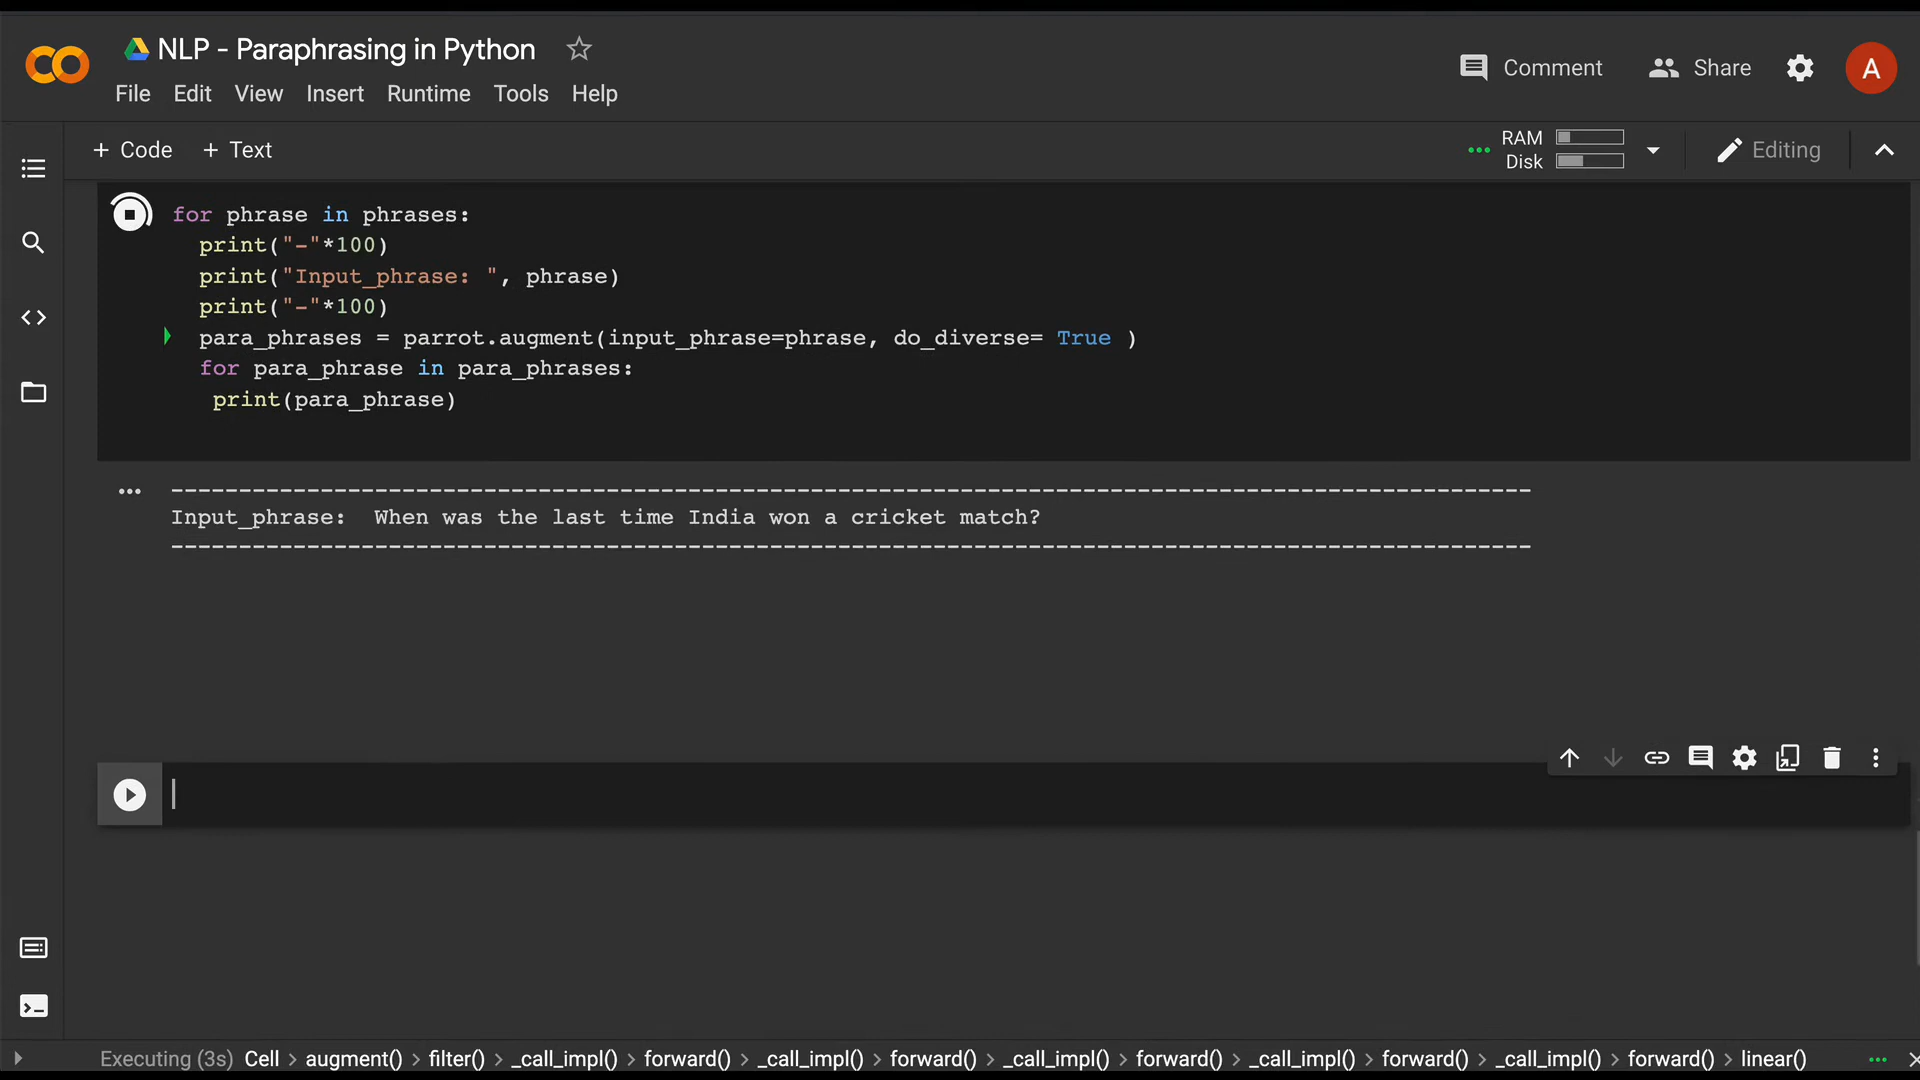 NLP - Paraphrasing in Python
Comment
Share
A
File Edit View Insert Runtime Tools Help
+ Code + Text
RAM
Disk
Editing
for phrase in phrases:
print("-"*100)
print("Input_phrase: ", phrase)
print("-"*100)
para_phrases = parrot.augment(input_phrase=phrase, do_diverse= True )
for para_phrase in para_phrases:
print(para_phrase)
----------------------------------------------------------------------------------------------------
Input_phrase:  When was the last time India won a cricket match?
----------------------------------------------------------------------------------------------------
Executing (3s) Cell > augment() > filter() > _call_impl() > forward() > _call_impl() > forward() > _call_impl() > forward() > _call_impl() > forward() > _call_impl() > forward() > linear()